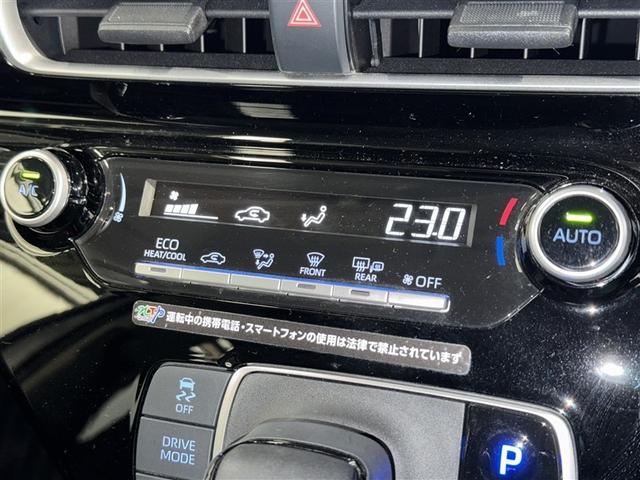 A/C
23.0
AUTO
ECO
HEAT/COOL
FRONT
REAR
OFF
運転中の携帯電話・スマートフォンの使用は法律で禁止されています
OFF
DRIVE
MODE
P